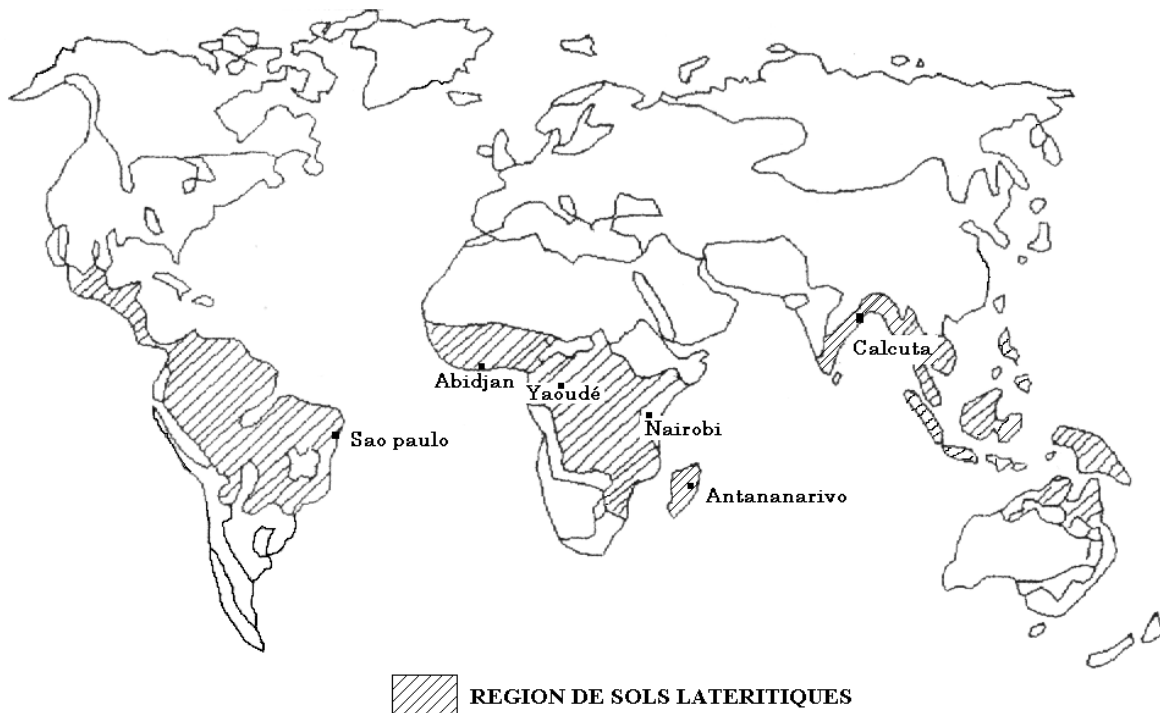 Calcuta
Abidjan
Yaoudé
Nairobi
Sao paulo
Antananarivo
REGION DE SOLS LATERITIQUES